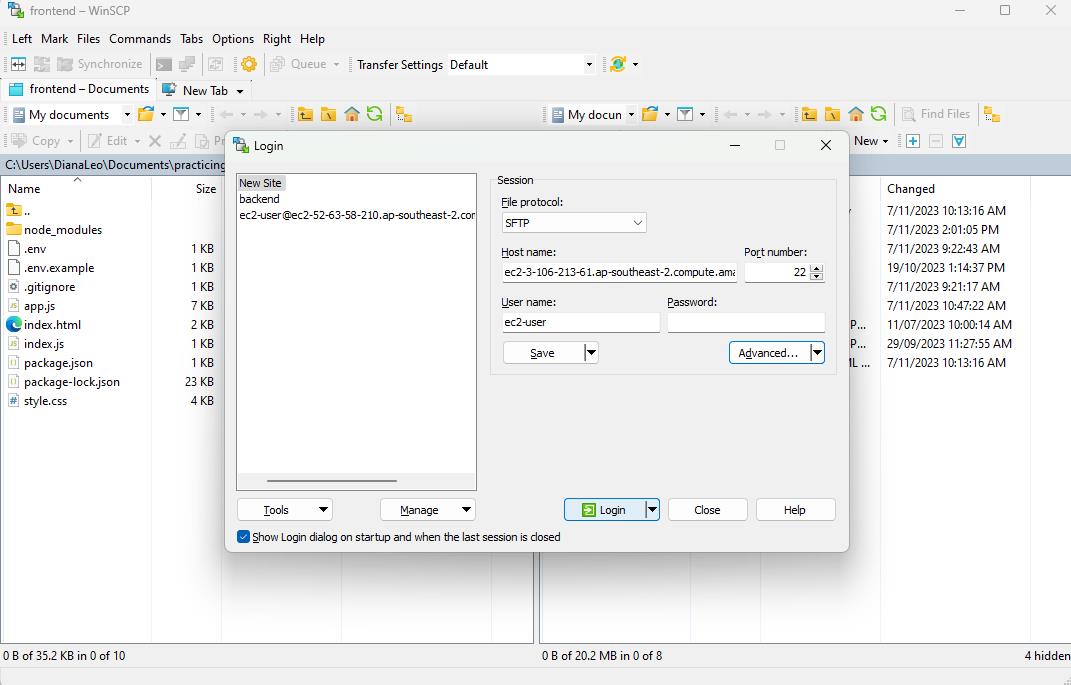 frontend – WinSCP
Left Mark Files Commands Tabs Options Right Help
Synchronize Queue Transfer Settings Default
frontend – Documents New Tab
My documents My docun Find Files
Copy Edit New
C:\Users\DianaLeo\Documents\practicing
Name Size Changed
..
7/11/2023 10:13:16 AM
node_modules 7/11/2023 2:01:05 PM
.env 1 KB 7/11/2023 9:22:43 AM
.env.example 1 KB 19/10/2023 1:14:37 PM
.gitignore 1 KB 7/11/2023 9:21:17 AM
app.js 7 KB 7/11/2023 10:47:22 AM
index.html 2 KB P... 11/07/2023 10:00:14 AM
index.js 1 KB P... 29/09/2023 11:27:55 AM
package.json 1 KB ML ... 7/11/2023 10:13:16 AM
package-lock.json 23 KB
style.css 4 KB
Login
New Site
backend
ec2-user@ec2-52-63-58-210.ap-southeast-2.com
Session
File protocol:
SFTP
Host name: Port number:
ec2-3-106-213-61.ap-southeast-2.compute.ama 22
User name: Password:
ec2-user
Save Advanced...
Tools Manage Login Close Help
Show Login dialog on startup and when the last session is closed
0 B of 35.2 KB in 0 of 10 0 B of 20.2 MB in 0 of 8 4 hidden